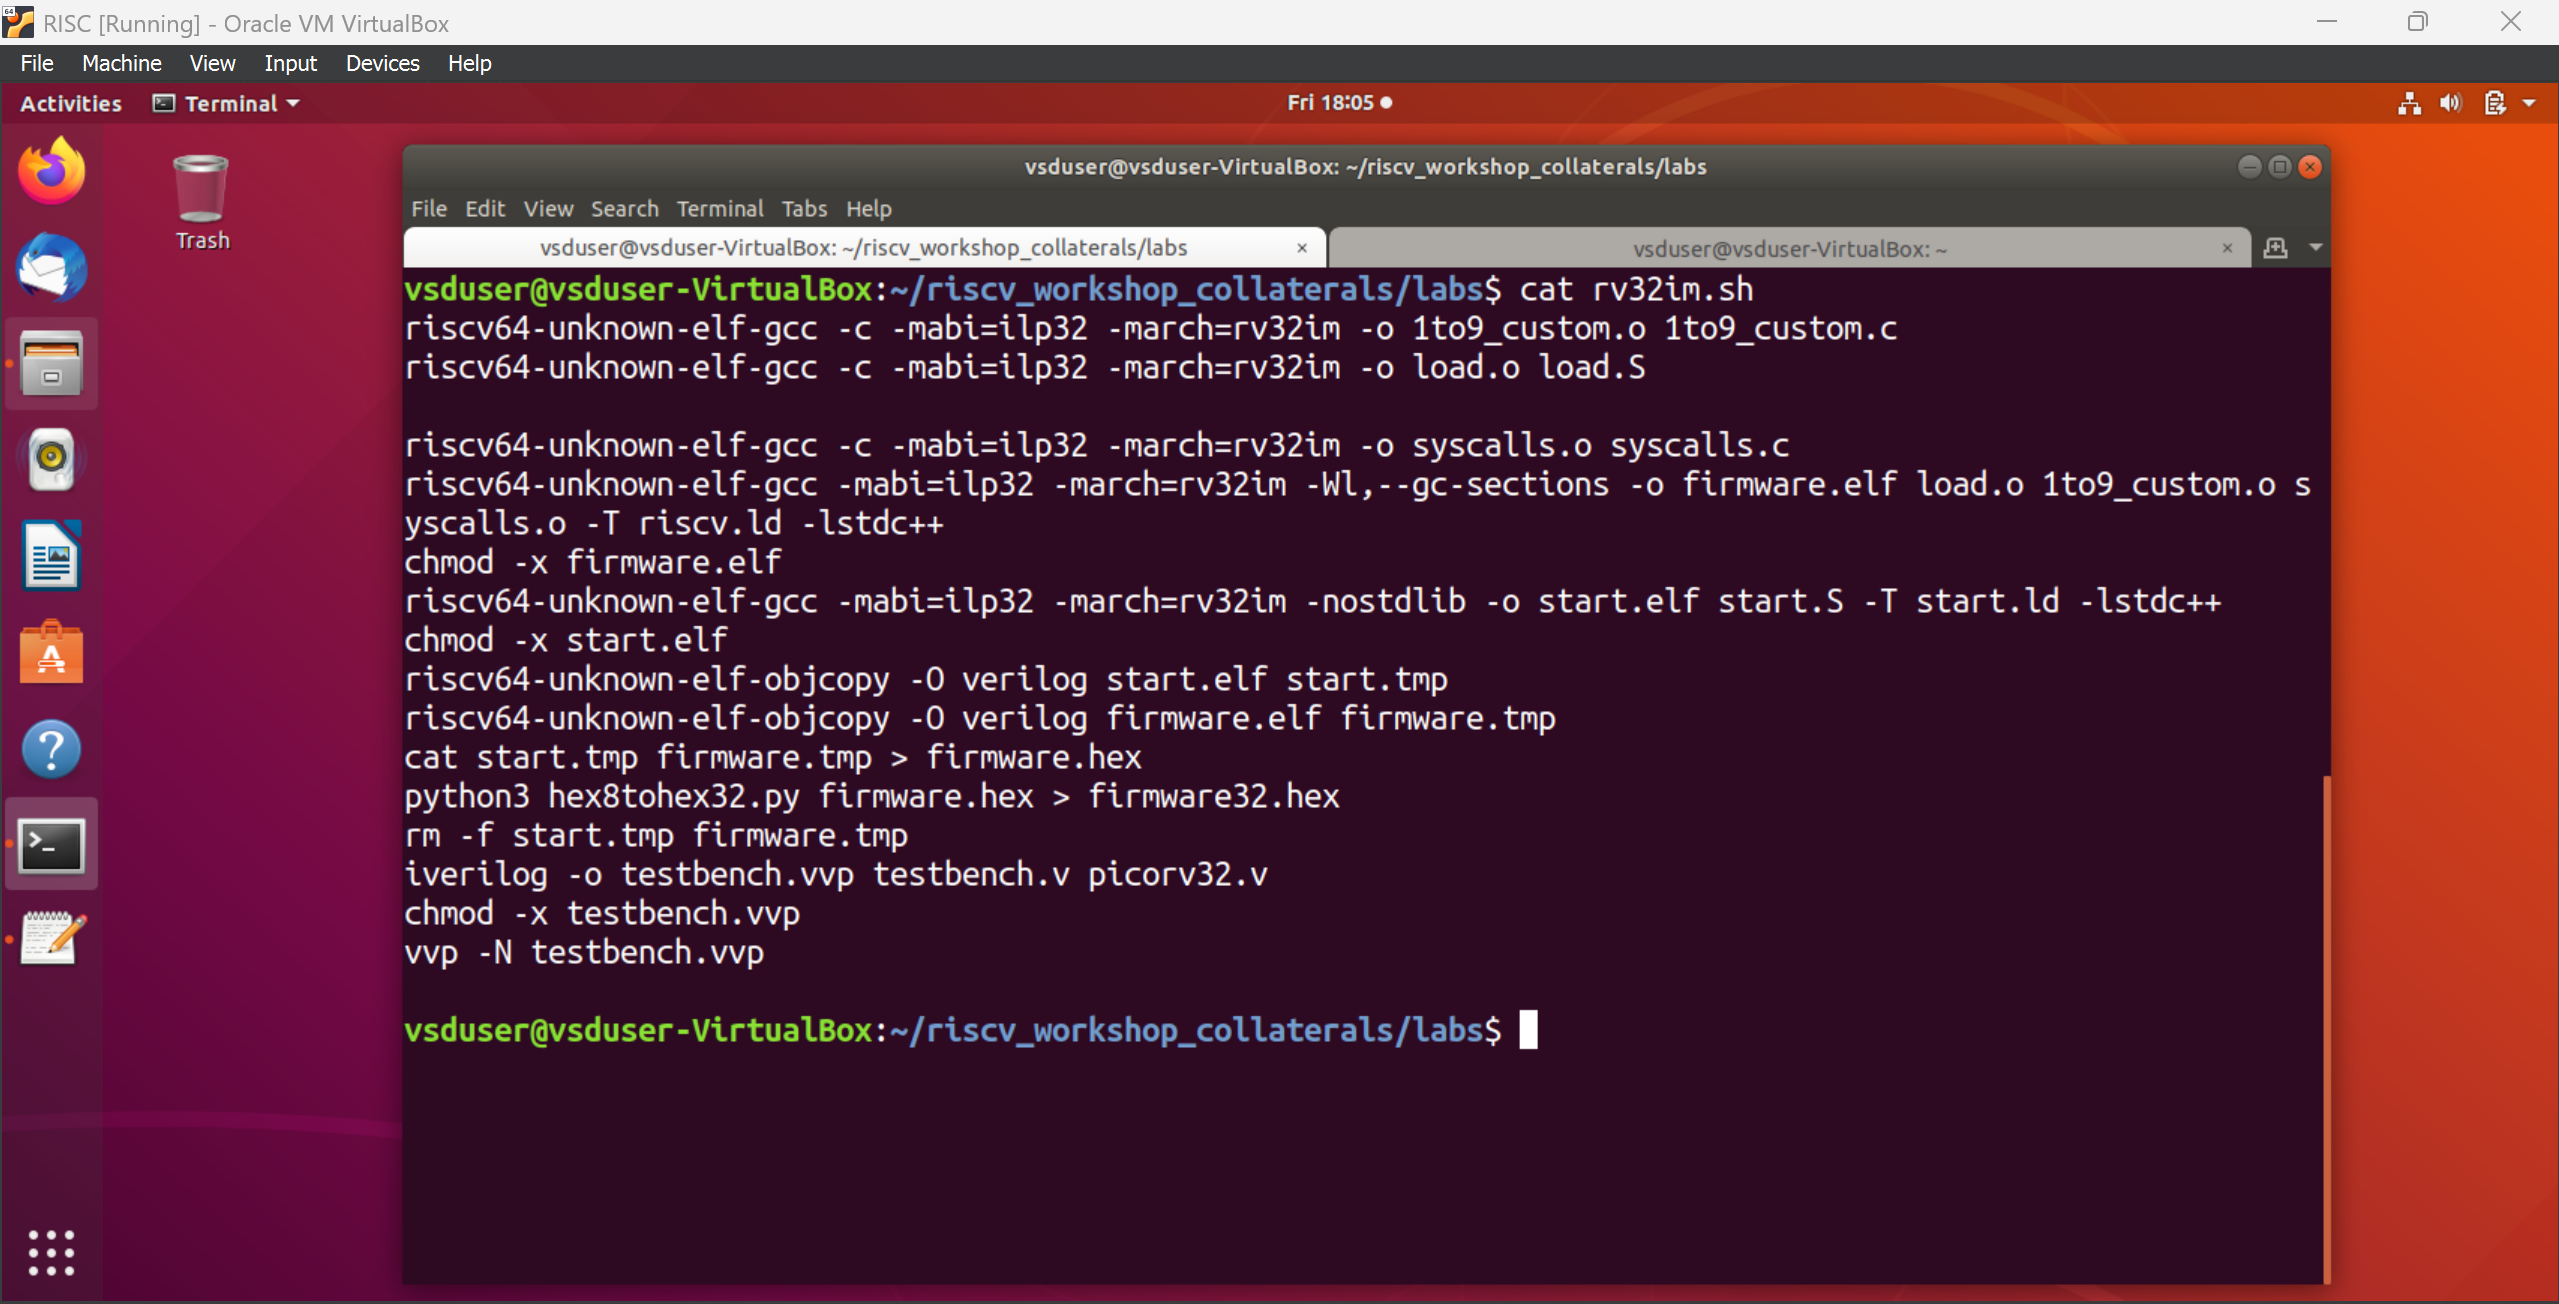 RISC [Running] - Oracle VM VirtualBox
File Machine View Input Devices Help
Activities Terminal Fri 18:05
Trash
vsduser@vsduser-VirtualBox: ~/riscv_workshop_collaterals/labs
File Edit View Search Terminal Tabs Help
vsduser@vsduser-VirtualBox: ~/riscv_workshop_collaterals/labs × vsduser@vsduser-VirtualBox: ~ ×
vsduser@vsduser-VirtualBox:~/riscv_workshop_collaterals/labs$ cat rv32im.sh
riscv64-unknown-elf-gcc -c -mabi=ilp32 -march=rv32im -o 1to9_custom.o 1to9_custom.c
riscv64-unknown-elf-gcc -c -mabi=ilp32 -march=rv32im -o load.o load.S
riscv64-unknown-elf-gcc -c -mabi=ilp32 -march=rv32im -o syscalls.o syscalls.c
riscv64-unknown-elf-gcc -mabi=ilp32 -march=rv32im -Wl,--gc-sections -o firmware.elf load.o 1to9_custom.o s
yscalls.o -T riscv.ld -lstdc++
chmod -x firmware.elf
riscv64-unknown-elf-gcc -mabi=ilp32 -march=rv32im -nostdlib -o start.elf start.S -T start.ld -lstdc++
chmod -x start.elf
riscv64-unknown-elf-objcopy -O verilog start.elf start.tmp
riscv64-unknown-elf-objcopy -O verilog firmware.elf firmware.tmp
cat start.tmp firmware.tmp > firmware.hex
python3 hex8tohex32.py firmware.hex > firmware32.hex
rm -f start.tmp firmware.tmp
iverilog -o testbench.vvp testbench.v picorv32.v
chmod -x testbench.vvp
vvp -N testbench.vvp
vsduser@vsduser-VirtualBox:~/riscv_workshop_collaterals/labs$